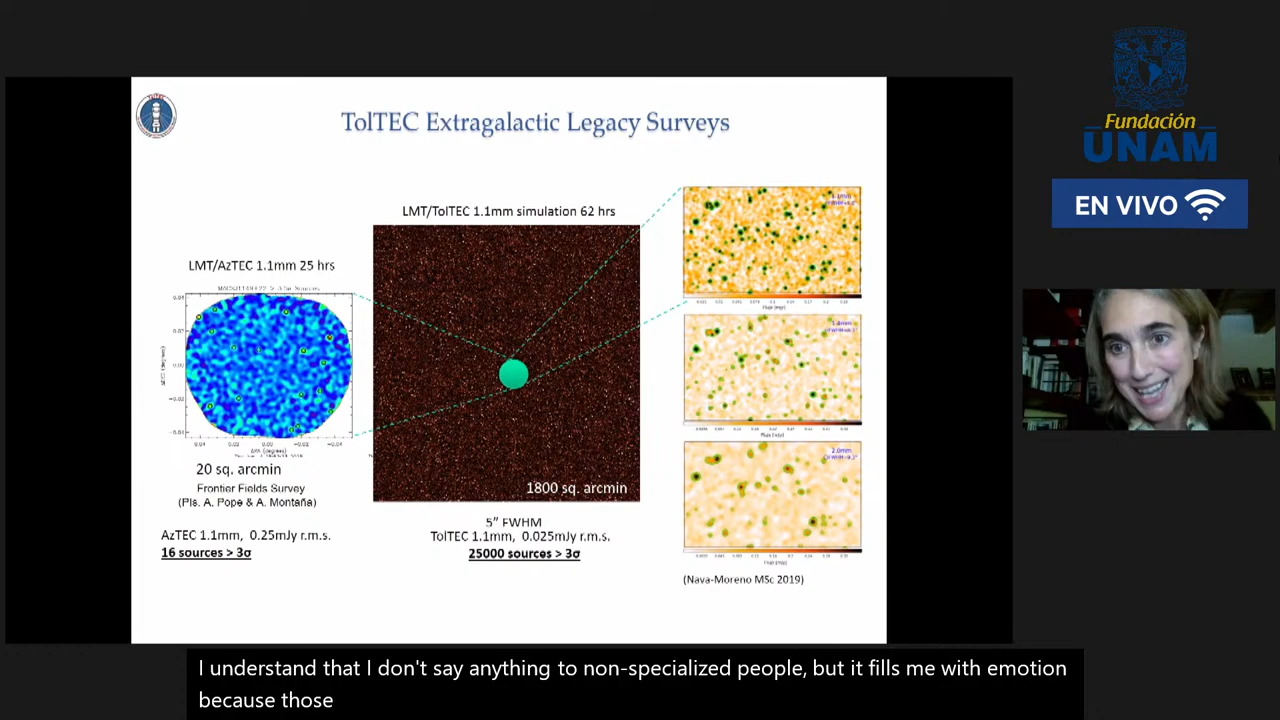 TolTEC
TolTEC Extragalactic Legacy Surveys
Fundación
UNAM
EN VIVO
LMT/TolTEC 1.1mm simulation 62 hrs
LMT/AzTEC 1.1mm 25 hrs
1800 sq. arcmin
20 sq. arcmin
Frontier Fields Survey
(PIs. A. Pope & A. Montaña)
AzTEC 1.1mm, 0.25mJy r.m.s.
16 sources > 3σ
5” FWHM
TolTEC 1.1mm, 0.025mJy r.m.s.
25000 sources > 3σ
2.0mm
(Nava-Moreno MSc 2019)
I understand that I don't say anything to non-specialized people, but it fills me with emotion
because those